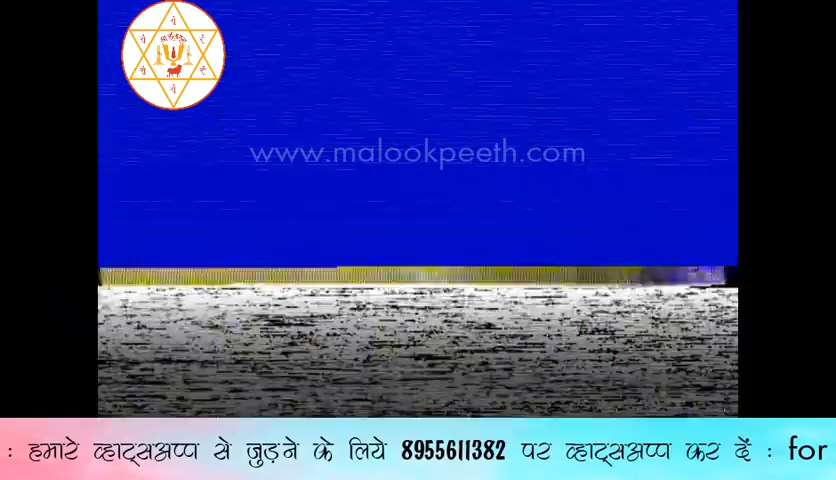 www.malookpeeth.com
: हमारे व्हाट्सअप्प से जुड़ने के लिये 8955611382 पर व्हाट्सअप्प कर दें : for